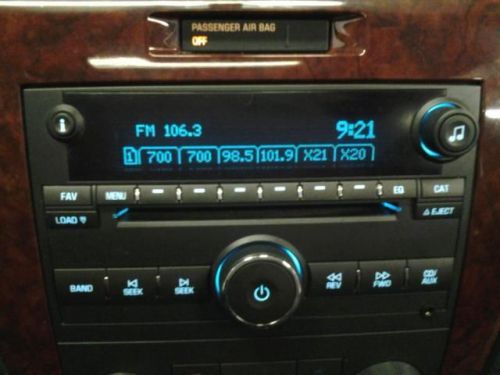 PASSENGER AIR BAG
OFF
FM 106.3 9:21
1 700 700 98.5 101.9 X21 X20
FAV MENU EQ CAT
LOAD EJECT
BAND SEEK SEEK REV FWD CD/
AUX